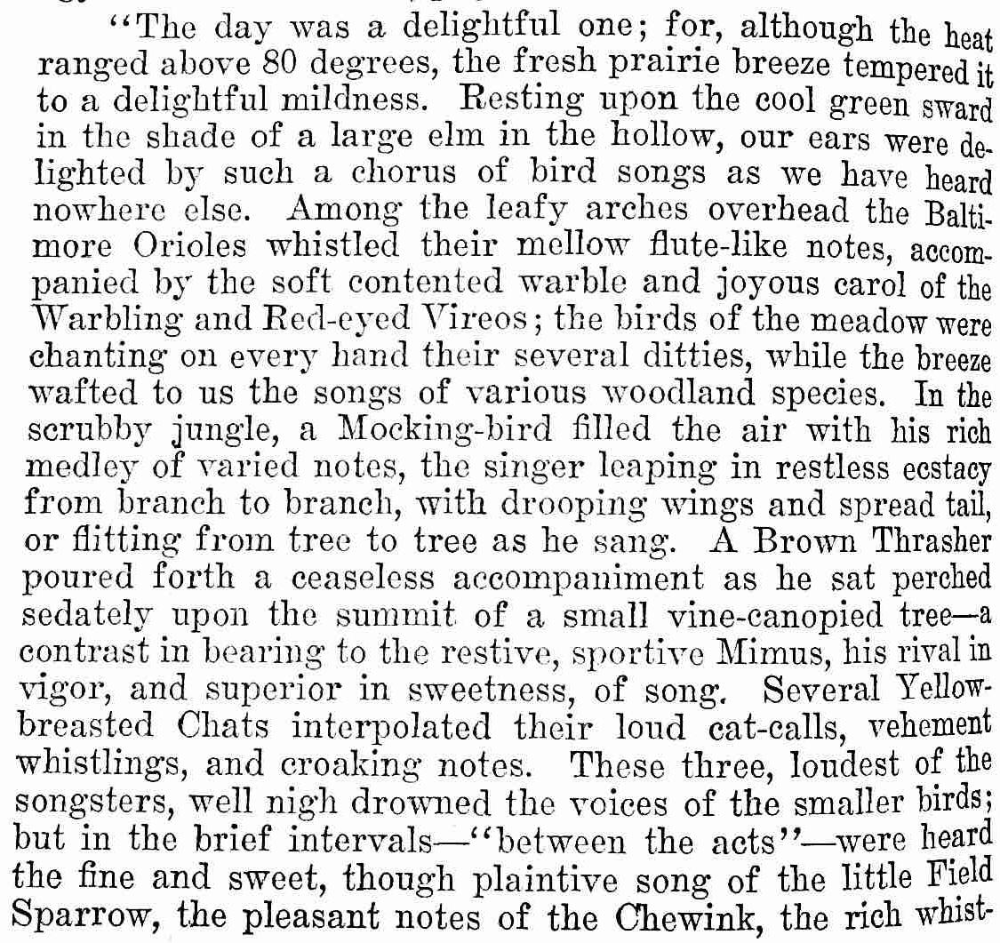 “The day was a delightful one; for, although the heat
ranged above 80 degrees, the fresh prairie breeze tempered it
to a delightful mildness. Resting upon the cool green sward
in the shade of a large elm in the hollow, our ears were de-
lighted by such a chorus of bird songs as we have heard
nowhere else. Among the leafy arches overhead the Balti-
more Orioles whistled their mellow flute-like notes, accom-
panied by the soft contented warble and joyous carol of the
Warbling and Red-eyed Vireos; the birds of the meadow were
chanting on every hand their several ditties, while the breeze
wafted to us the songs of various woodland species. In the
scrubby jungle, a Mocking-bird filled the air with his rich
medley of varied notes, the singer leaping in restless ecstacy
from branch to branch, with drooping wings and spread tail,
or flitting from tree to tree as he sang. A Brown Thrasher
poured forth a ceaseless accompaniment as he sat perched
sedately upon the summit of a small vine-canopied tree—a
contrast in bearing to the restive, sportive Mimus, his rival in
vigor, and superior in sweetness, of song. Several Yellow-
breasted Chats interpolated their loud cat-calls, vehement
whistlings, and croaking notes. These three, loudest of the
songsters, well nigh drowned the voices of the smaller birds;
but in the brief intervals—“between the acts”—were heard
the fine and sweet, though plaintive song of the little Field
Sparrow, the pleasant notes of the Chewink, the rich whist-